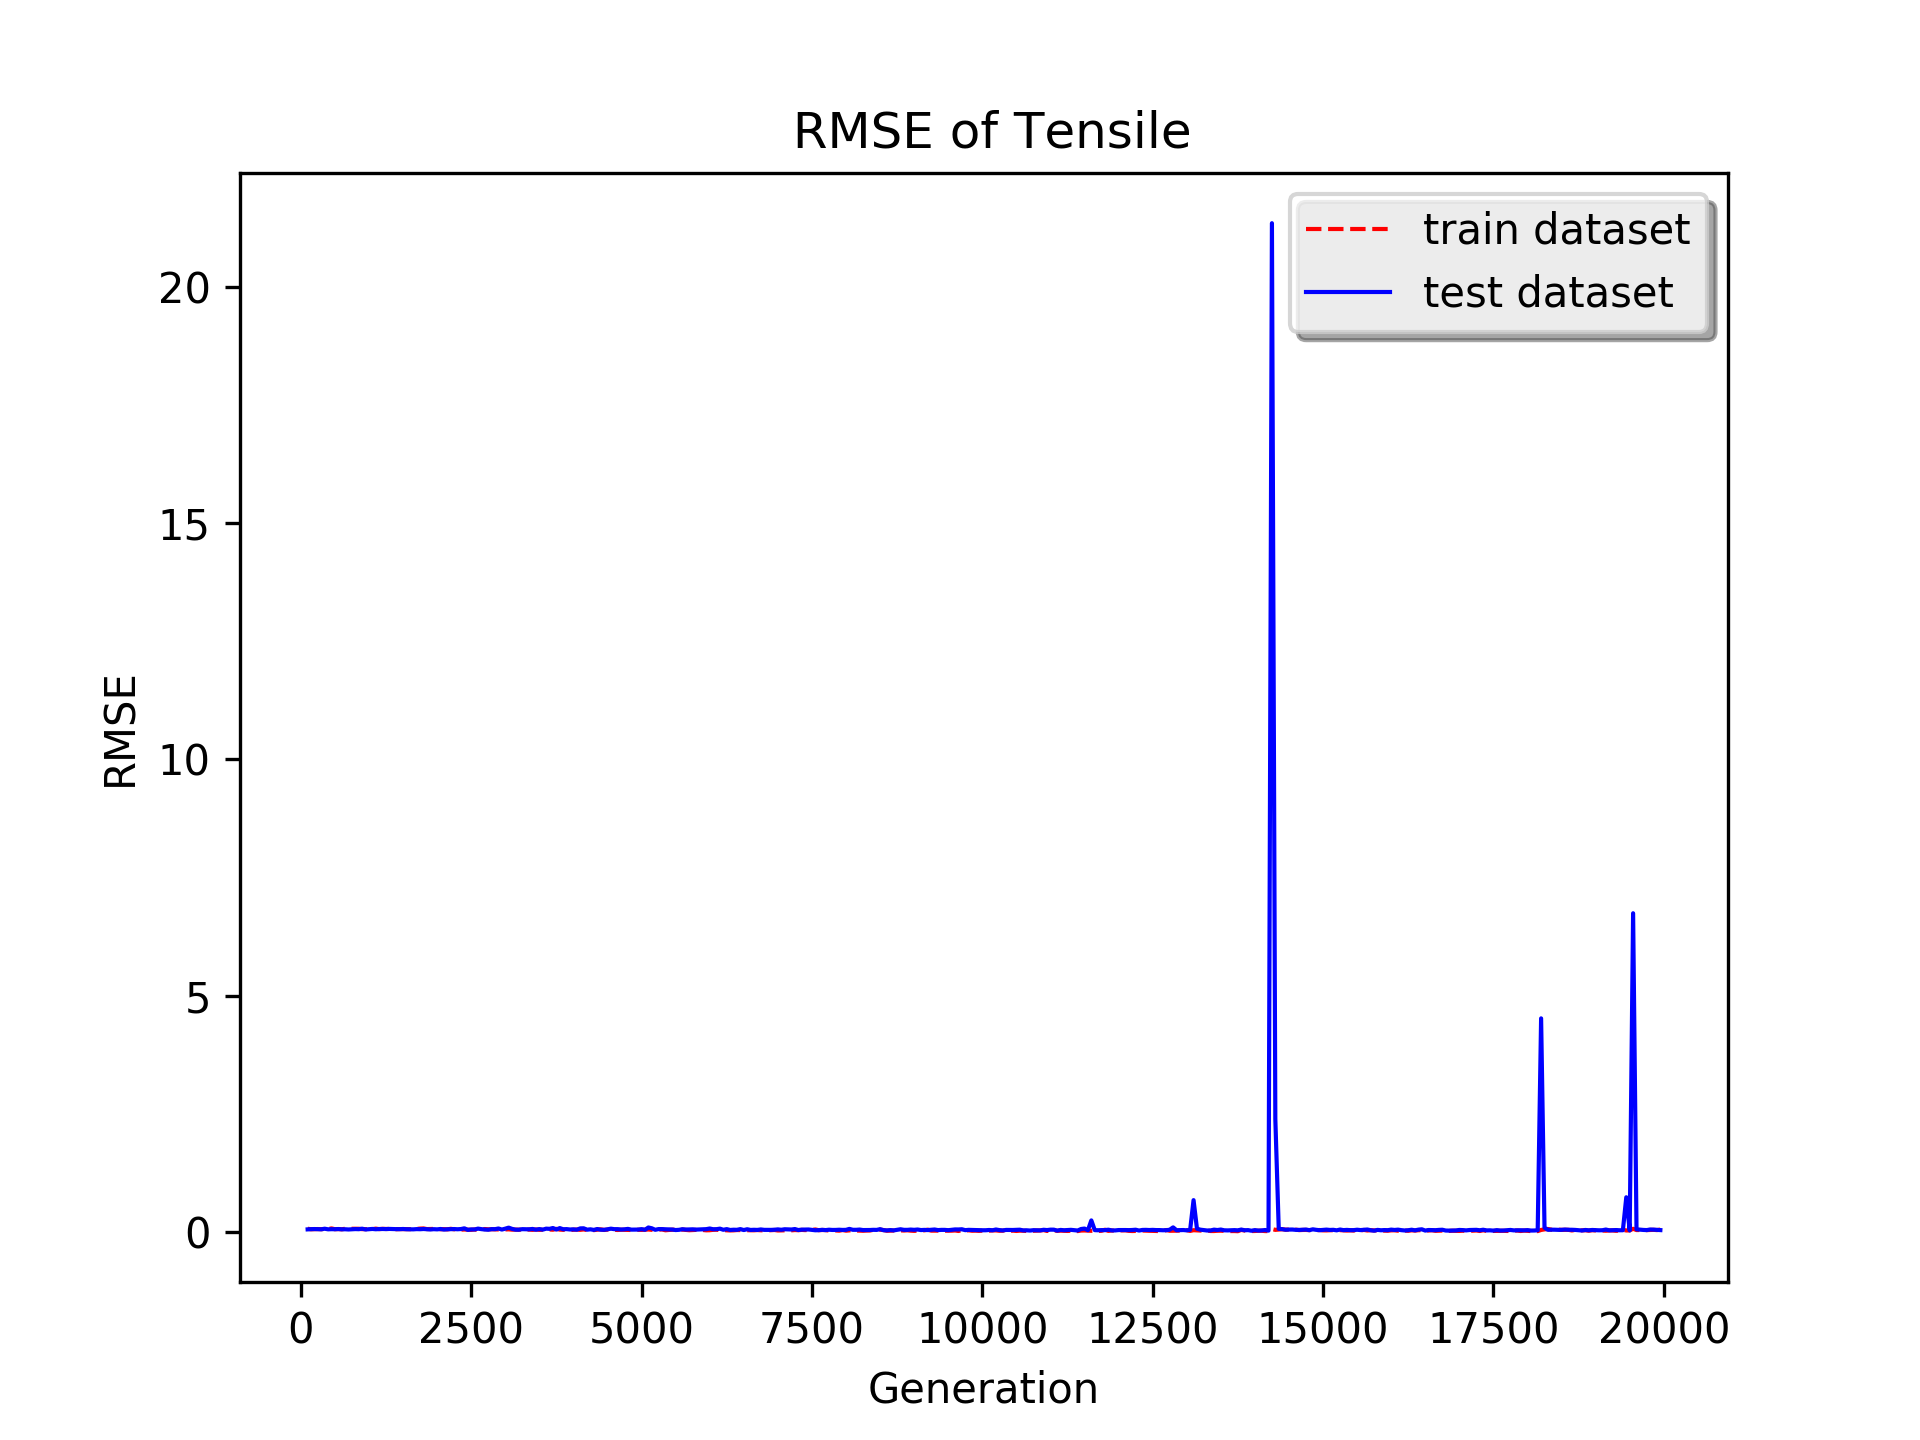 RMSE of Tensile
train dataset
test dataset
RMSE
20
15
10
5
0
0 2500 5000 7500 10000 12500 15000 17500 20000
Generation